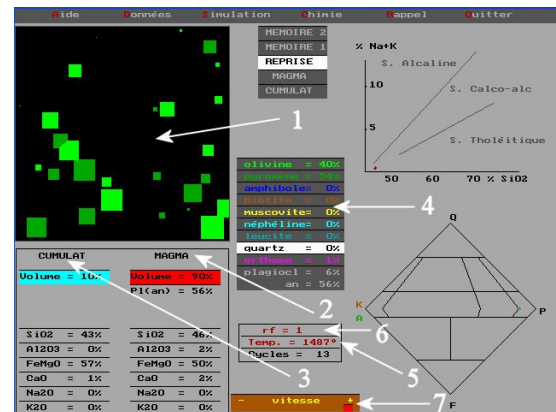 Aide Données Simulation Chimie Rappel Quitter
MEMOIRE 2
MEMOIRE 1
REPRISE
MAGMA
CUMULAT
% Na+K
S. Alcaline
.10
S. Calco-alc
.5
S. Tholéitique
50 60 70 % SiO2
1
olivine = 40%
pyroxène = 54%
amphibole= 0%
biotite = 0%
muscovite= 0%
néphéline= 0%
leucite = 0%
quartz = 0%
orthose = 1%
plagiocl = 6%
an = 56%
4
CUMULAT
Volume = 10%
SiO2 = 43%
Al2O3 = 0%
FeMgO = 57%
CaO = 1%
Na2O = 0%
K2O = 0%
3
MAGMA
Volume = 90%
Pl(an) = 56%
SiO2 = 46%
Al2O3 = 2%
FeMgO = 50%
CaO = 2%
Na2O = 0%
K2O = 0%
2
rf = 1
Temp. = 1487°
Cycles = 13
6
5
- vitesse +
7
Q
K
A
P
F